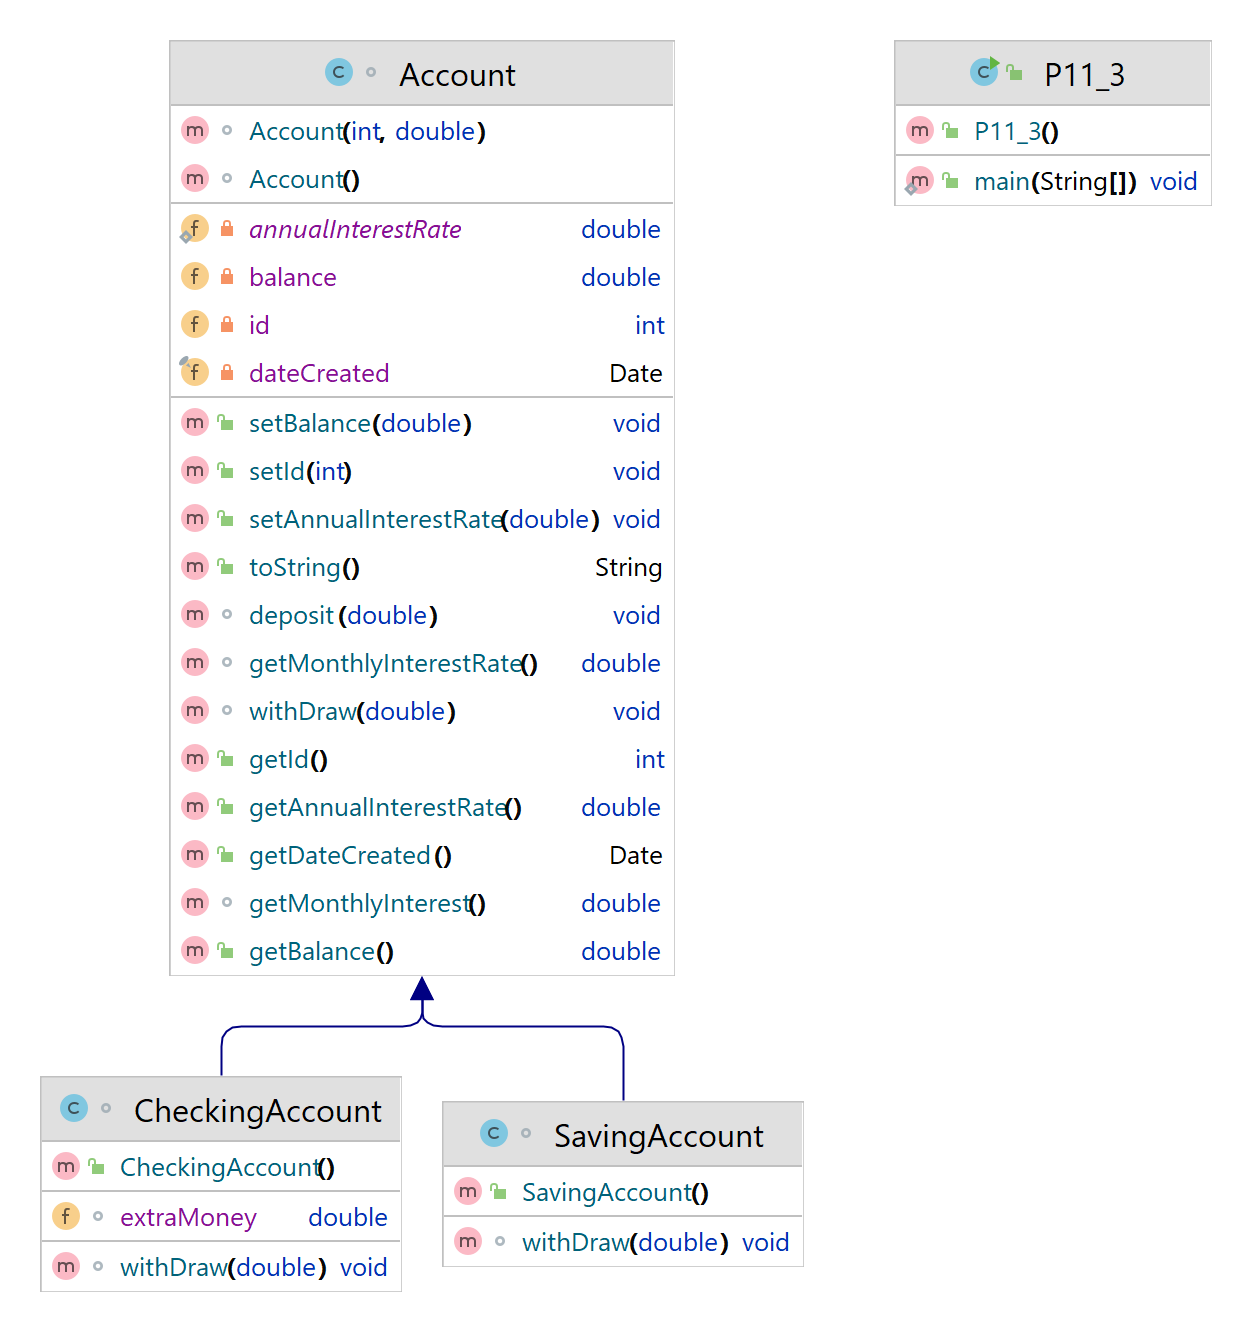 C Account
m Account(int, double)
m Account()
f annualInterestRate double
f balance double
f id int
f dateCreated Date
m setBalance(double) void
m setId(int) void
m setAnnualInterestRate(double) void
m toString() String
m deposit(double) void
m getMonthlyInterestRate() double
m withDraw(double) void
m getId() int
m getAnnualInterestRate() double
m getDateCreated() Date
m getMonthlyInterest() double
m getBalance() double
C P11_3
m P11_3()
m main(String[]) void
C CheckingAccount
m CheckingAccount()
f extraMoney double
m withDraw(double) void
C SavingAccount
m SavingAccount()
m withDraw(double) void